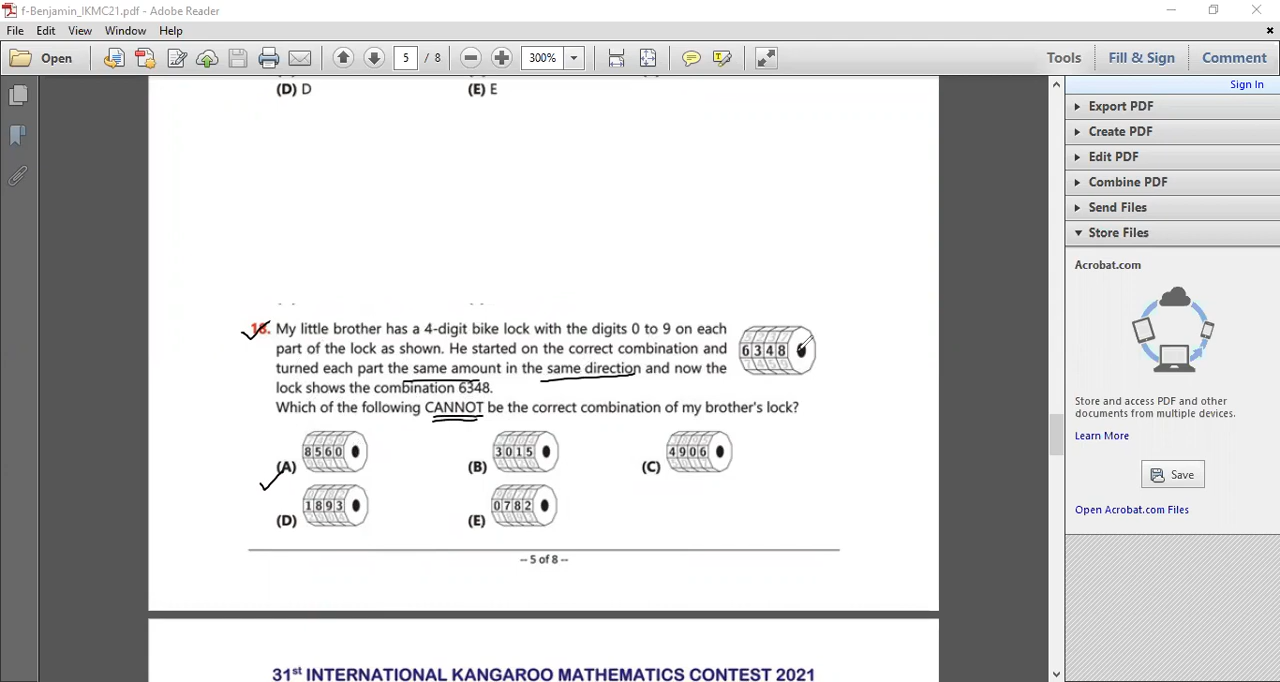 f-Benjamin_IKMC21.pdf - Adobe Reader
File Edit View Window Help
Open 5 / 8 300% Tools Fill & Sign Comment
Sign In
Export PDF
Create PDF
Edit PDF
Combine PDF
Send Files
Store Files
Acrobat.com
Store and access PDF and other
documents from multiple devices.
Learn More
Save
Open Acrobat.com Files
(D) D (E) E
18. My little brother has a 4-digit bike lock with the digits 0 to 9 on each
part of the lock as shown. He started on the correct combination and
turned each part the same amount in the same direction and now the
lock shows the combination 6348.
6348
Which of the following CANNOT be the correct combination of my brother's lock?
(A) 8560 (B) 3015 (C) 4906
(D) 1893 (E) 0782
-- 5 of 8 --
31st INTERNATIONAL KANGAROO MATHEMATICS CONTEST 2021